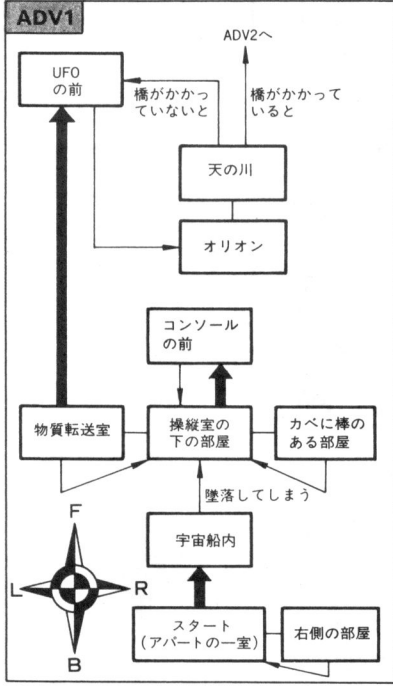 ADV1
ADV2へ
UFO
の前
橋がかかっ
ていないと
橋がかかって
いると
天の川
オリオン
コンソール
の前
物質転送室
操縦室の
下の部屋
カベに棒の
ある部屋
墜落してしまう
宇宙船内
F
L
R
B
スタート
(アパートの一室)
右側の部屋